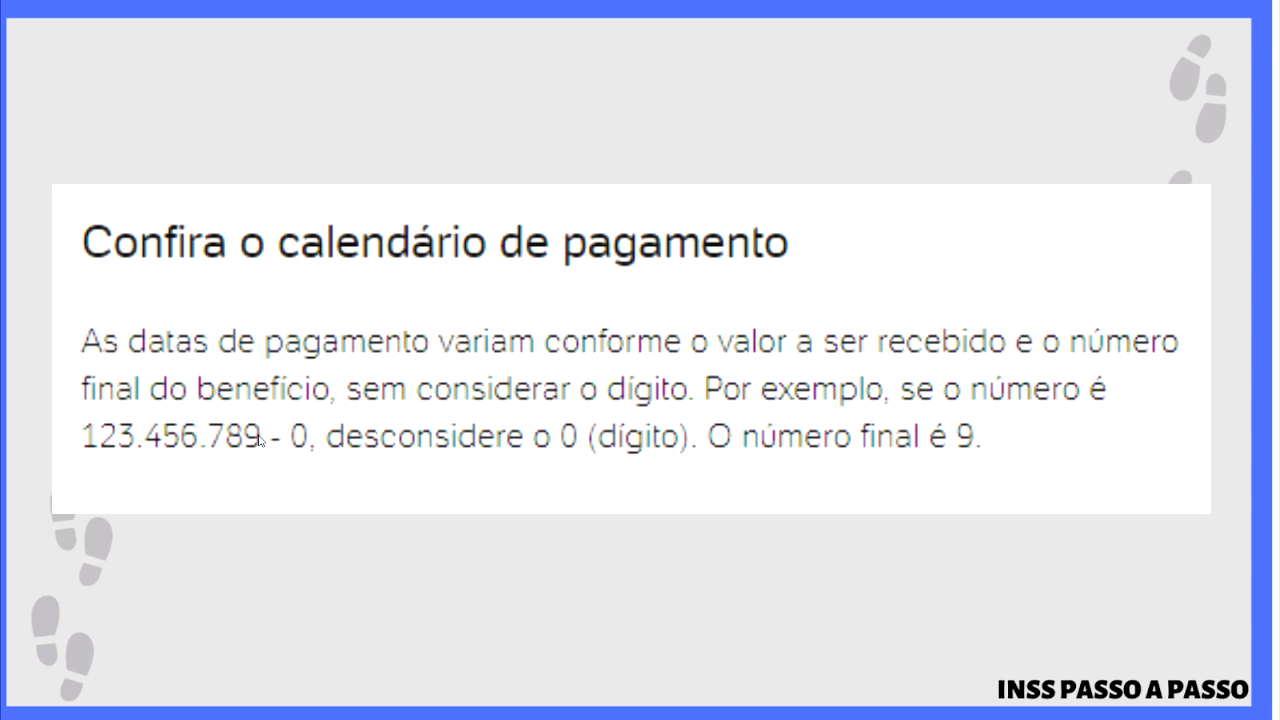 Confira o calendário de pagamento
As datas de pagamento variam conforme o valor a ser recebido e o número
final do benefício, sem considerar o dígito. Por exemplo, se o número é
123.456.789 - 0, desconsidere o 0 (dígito). O número final é 9.
INSS PASSO A PASSO